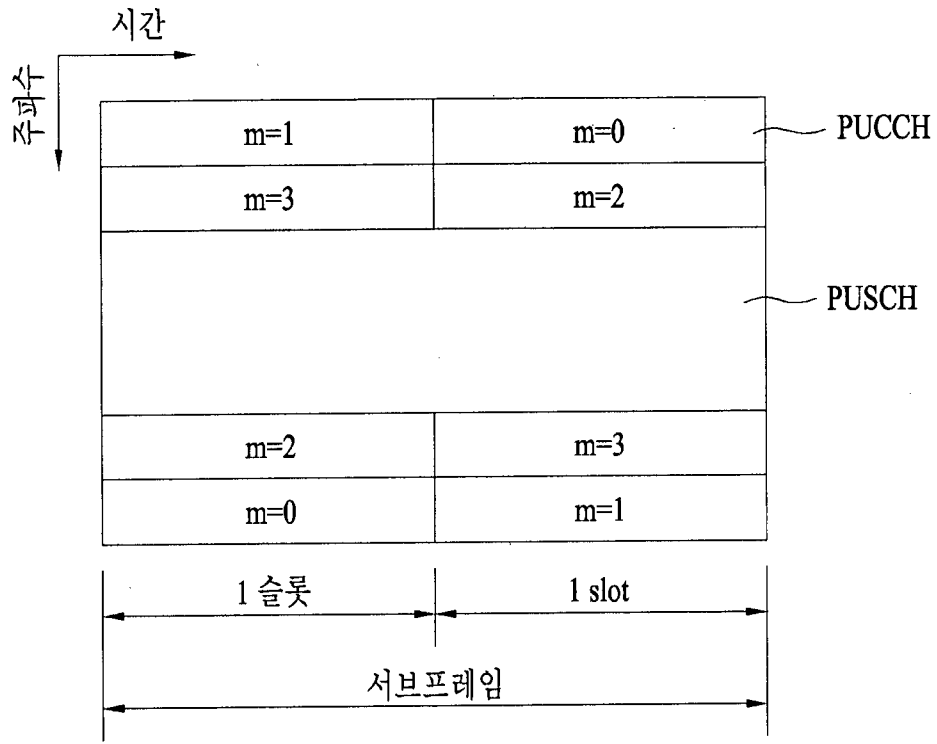 시간
주파수
m=1 m=0 PUCCH
m=3 m=2
PUSCH
m=2 m=3
m=0 m=1
1 슬롯 1 slot
서브프레임